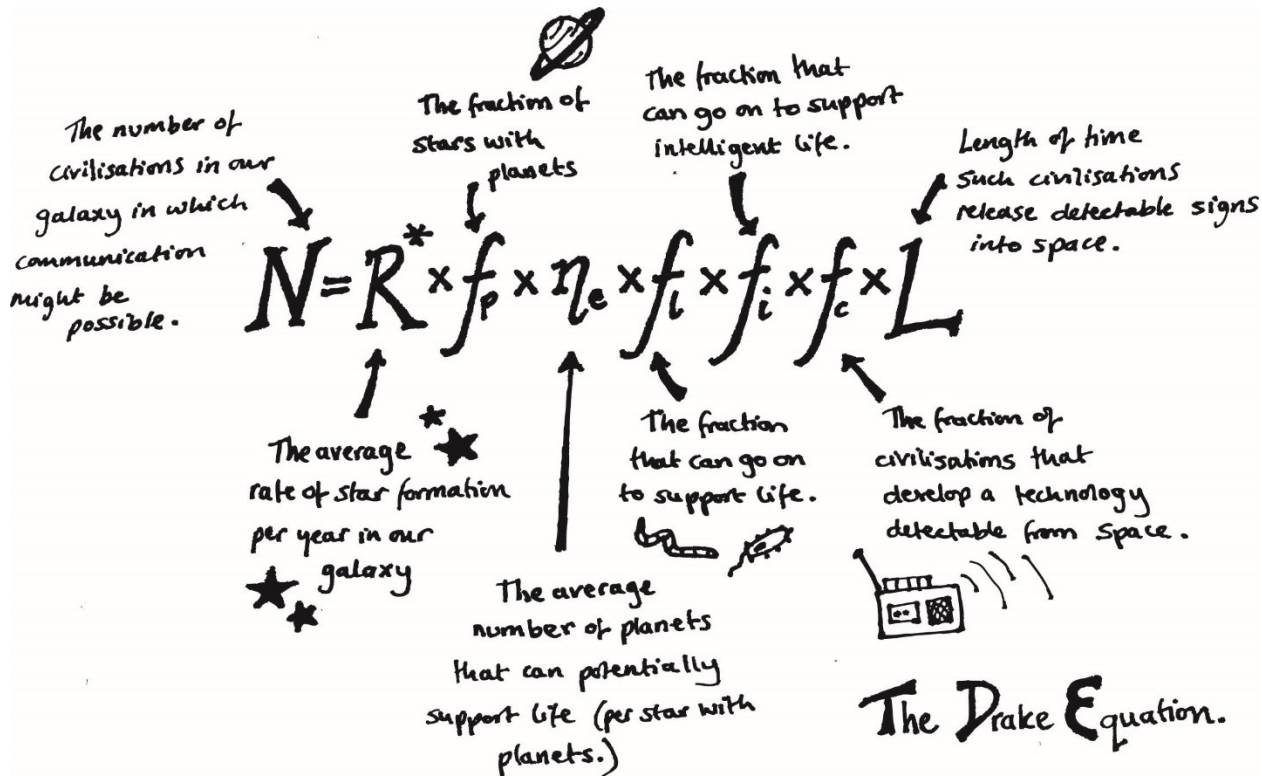 The number of
civilisations in our
galaxy in which
communication
might be
possible.
The fraction of
stars with
planets
The fraction that
can go on to support
intelligent life.
Length of time
such civilisations
release detectable signs
into space.
N = R* × fp × ηe × fl × fi × fc × L
The average
rate of star formation
per year in our
galaxy
The average
number of planets
that can potentially
support life (per star with
planets.)
The fraction
that can go on
to support life.
The fraction of
civilisations that
develop a technology
detectable from space.
The Drake Equation.